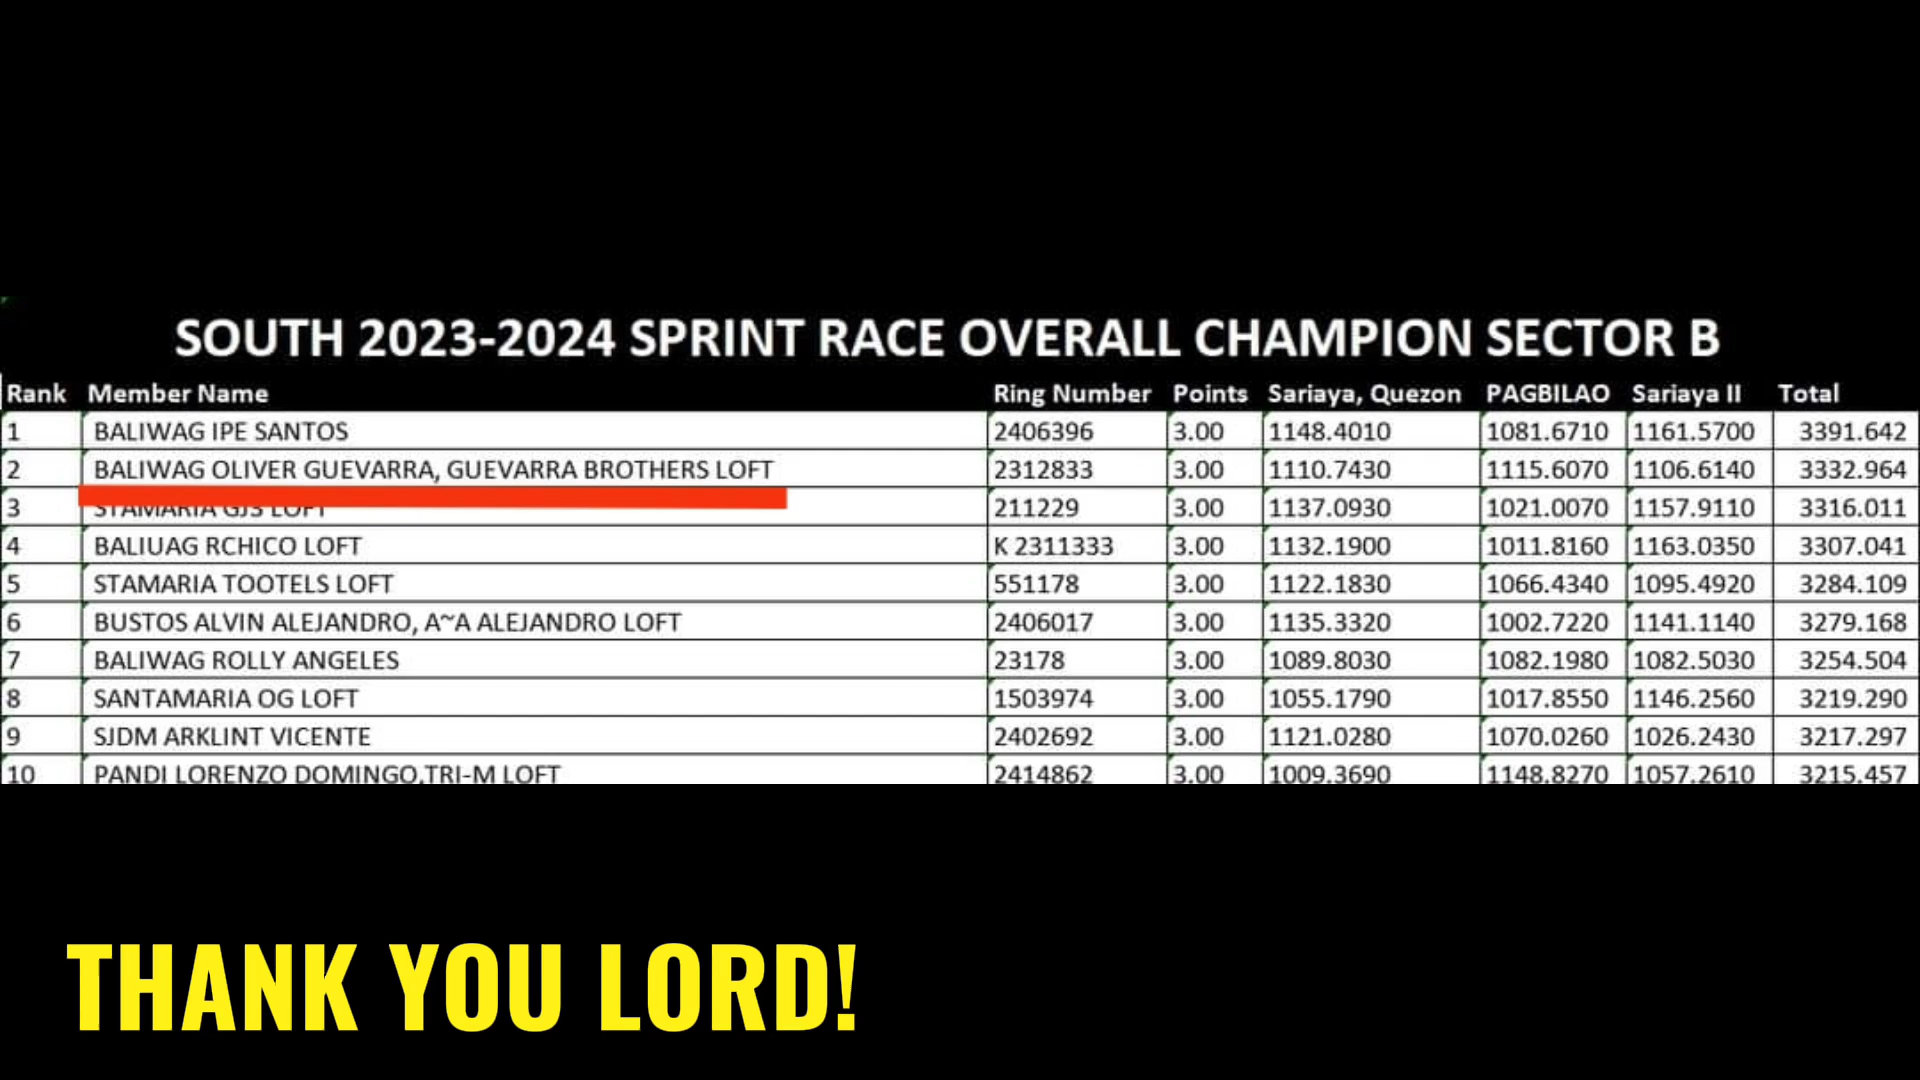 SOUTH 2023-2024 SPRINT RACE OVERALL CHAMPION SECTOR B
Rank Member Name Ring Number Points Sariaya, Quezon PAGBILAO Sariaya II Total
1 BALIWAG IPE SANTOS 2406396 3.00 1148.4010 1081.6710 1161.5700 3391.642
2 BALIWAG OLIVER GUEVARRA, GUEVARRA BROTHERS LOFT 2312833 3.00 1110.7430 1115.6070 1106.6140 3332.964
3 STAMARIA GJS LOFT 211229 3.00 1137.0930 1021.0070 1157.9110 3316.011
4 BALIUAG RCHICO LOFT K 2311333 3.00 1132.1900 1011.8160 1163.0350 3307.041
5 STAMARIA TOOTELS LOFT 551178 3.00 1122.1830 1066.4340 1095.4920 3284.109
6 BUSTOS ALVIN ALEJANDRO, A~A ALEJANDRO LOFT 2406017 3.00 1135.3320 1002.7220 1141.1140 3279.168
7 BALIWAG ROLLY ANGELES 23178 3.00 1089.8030 1082.1980 1082.5030 3254.504
8 SANTAMARIA OG LOFT 1503974 3.00 1055.1790 1017.8550 1146.2560 3219.290
9 SJDM ARKLINT VICENTE 2402692 3.00 1121.0280 1070.0260 1026.2430 3217.297
10 PANDI LORENZO DOMINGO,TRI-M LOFT 2414862 3.00 1009.3690 1148.8270 1057.2610 3215.457
THANK YOU LORD!